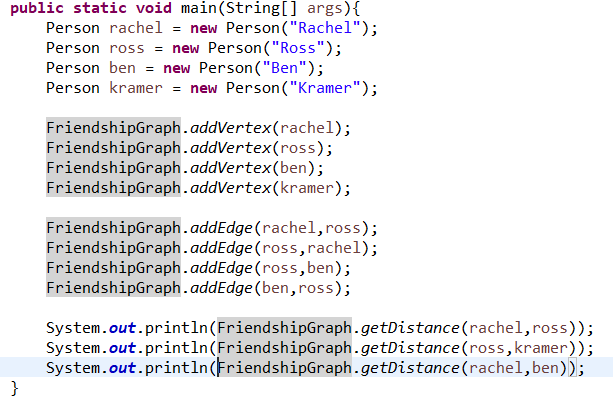 public static void main(String[] args){
    Person rachel = new Person("Rachel");
    Person ross = new Person("Ross");
    Person ben = new Person("Ben");
    Person kramer = new Person("Kramer");

    FriendshipGraph.addVertex(rachel);
    FriendshipGraph.addVertex(ross);
    FriendshipGraph.addVertex(ben);
    FriendshipGraph.addVertex(kramer);

    FriendshipGraph.addEdge(rachel,ross);
    FriendshipGraph.addEdge(ross,rachel);
    FriendshipGraph.addEdge(ross,ben);
    FriendshipGraph.addEdge(ben,ross);

    System.out.println(FriendshipGraph.getDistance(rachel,ross));
    System.out.println(FriendshipGraph.getDistance(ross,kramer));
    System.out.println(FriendshipGraph.getDistance(rachel,ben));
}